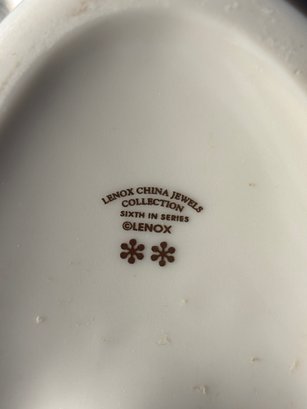 LENOX CHINA JEWELS
COLLECTION
SIXTH IN SERIES
©LENOX